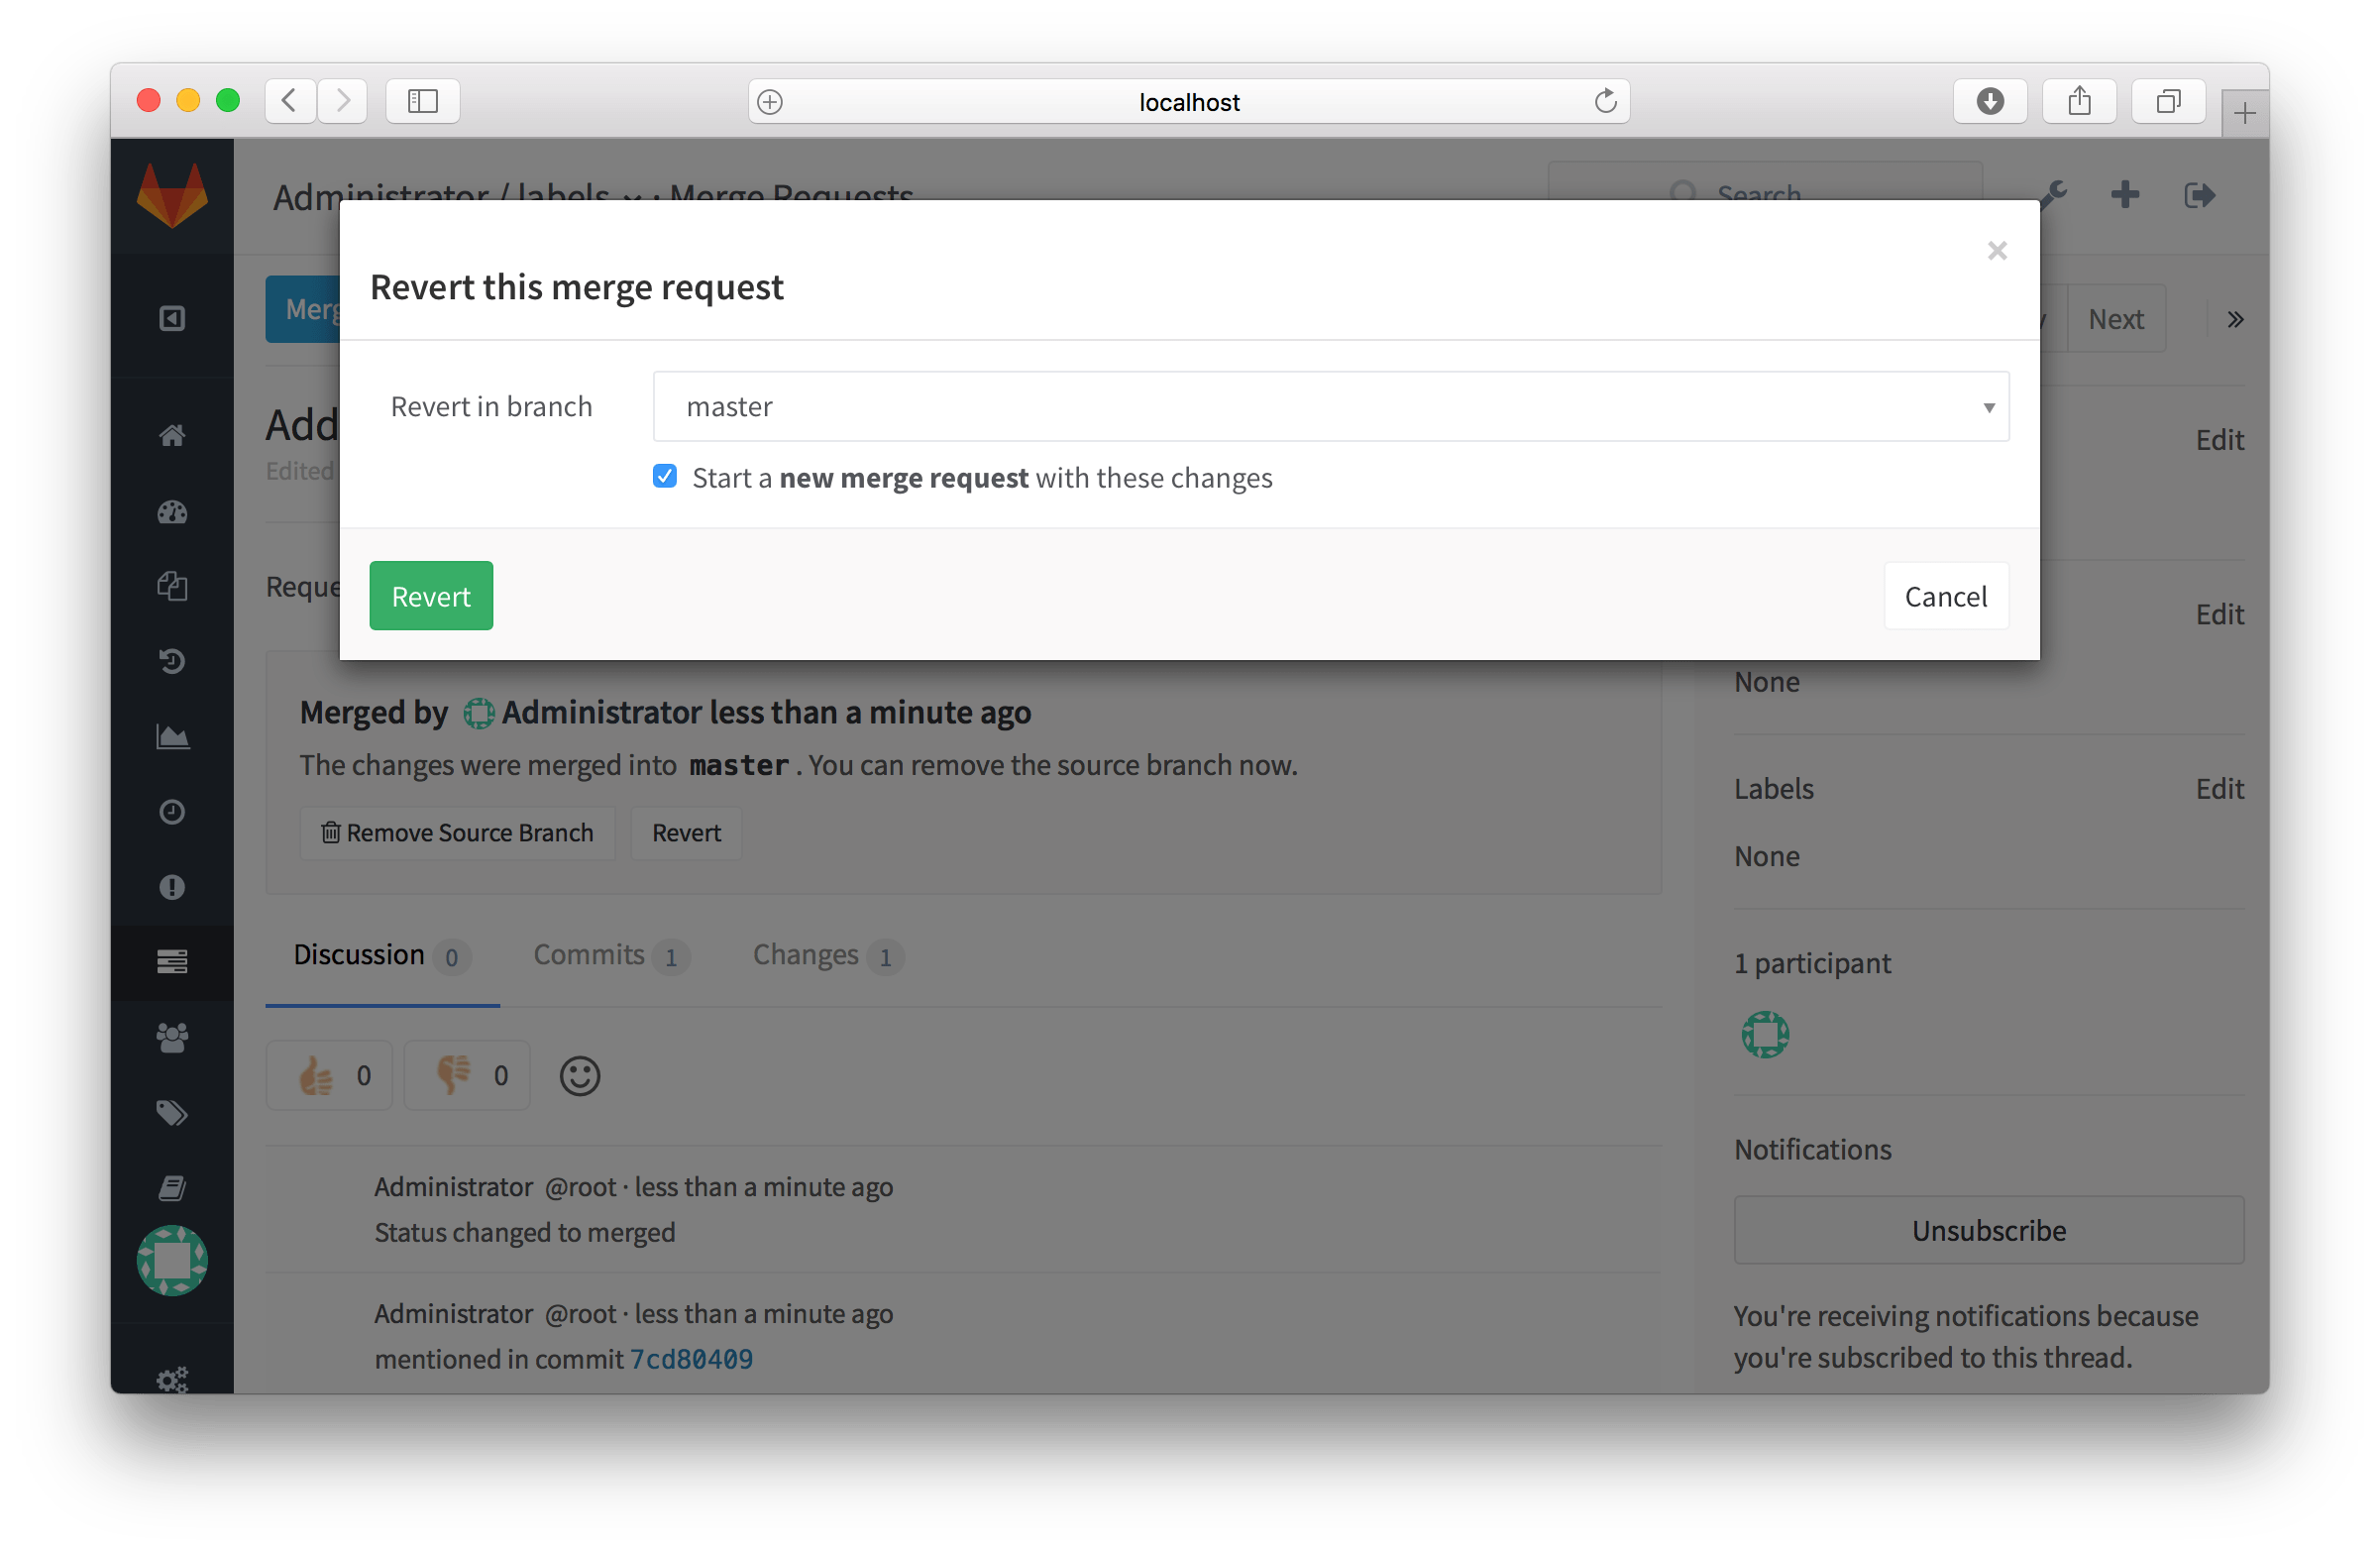 localhost
Administrator / labels · Merge Requests
Search
Revert this merge request
Next
Revert in branch
master
Start a new merge request with these changes
Revert
Cancel
Add
Edited
Edit
Edit
None
Merged by Administrator less than a minute ago
The changes were merged into master . You can remove the source branch now.
Remove Source Branch
Revert
Labels
Edit
None
Discussion 0
Commits 1
Changes 1
1 participant
0
0
Notifications
Unsubscribe
Administrator @root · less than a minute ago
Status changed to merged
Administrator @root · less than a minute ago
mentioned in commit 7cd80409
You're receiving notifications because
you're subscribed to this thread.